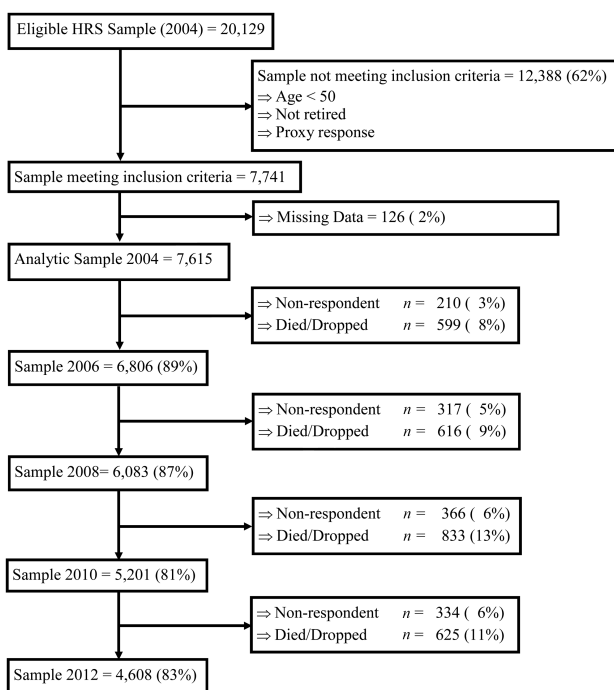 Eligible HRS Sample (2004) = 20,129
Sample not meeting inclusion criteria = 12,388 (62%)
⇒ Age < 50
⇒ Not retired
⇒ Proxy response
Sample meeting inclusion criteria = 7,741
⇒ Missing Data = 126 ( 2%)
Analytic Sample 2004 = 7,615
⇒ Non-respondent n = 210 ( 3%)
⇒ Died/Dropped n = 599 ( 8%)
Sample 2006 = 6,806 (89%)
⇒ Non-respondent n = 317 ( 5%)
⇒ Died/Dropped n = 616 ( 9%)
Sample 2008= 6,083 (87%)
⇒ Non-respondent n = 366 ( 6%)
⇒ Died/Dropped n = 833 (13%)
Sample 2010 = 5,201 (81%)
⇒ Non-respondent n = 334 ( 6%)
⇒ Died/Dropped n = 625 (11%)
Sample 2012 = 4,608 (83%)